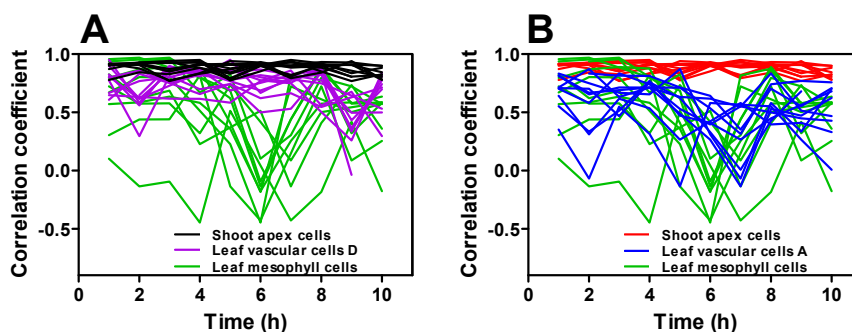 A
Correlation coefficient
1.0
0.5
0.0
-0.5
Shoot apex cells
Leaf vascular cells D
Leaf mesophyll cells
0 2 4 6 8 10
Time (h)
B
Correlation coefficient
1.0
0.5
0.0
-0.5
Shoot apex cells
Leaf vascular cells A
Leaf mesophyll cells
0 2 4 6 8 10
Time (h)